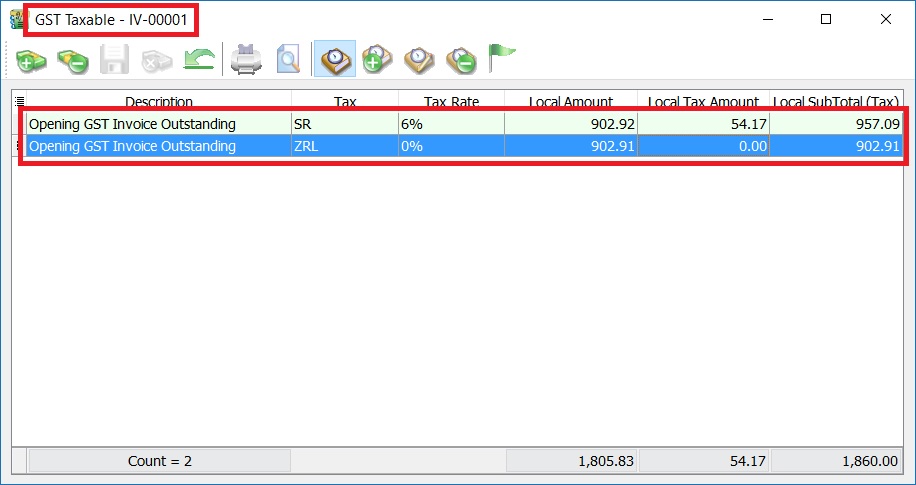 GST Taxable - IV-00001
Description Tax Tax Rate Local Amount Local Tax Amount Local SubTotal (Tax)
Opening GST Invoice Outstanding SR 6% 902.92 54.17 957.09
Opening GST Invoice Outstanding ZRL 0% 902.91 0.00 902.91
Count = 2 1,805.83 54.17 1,860.00